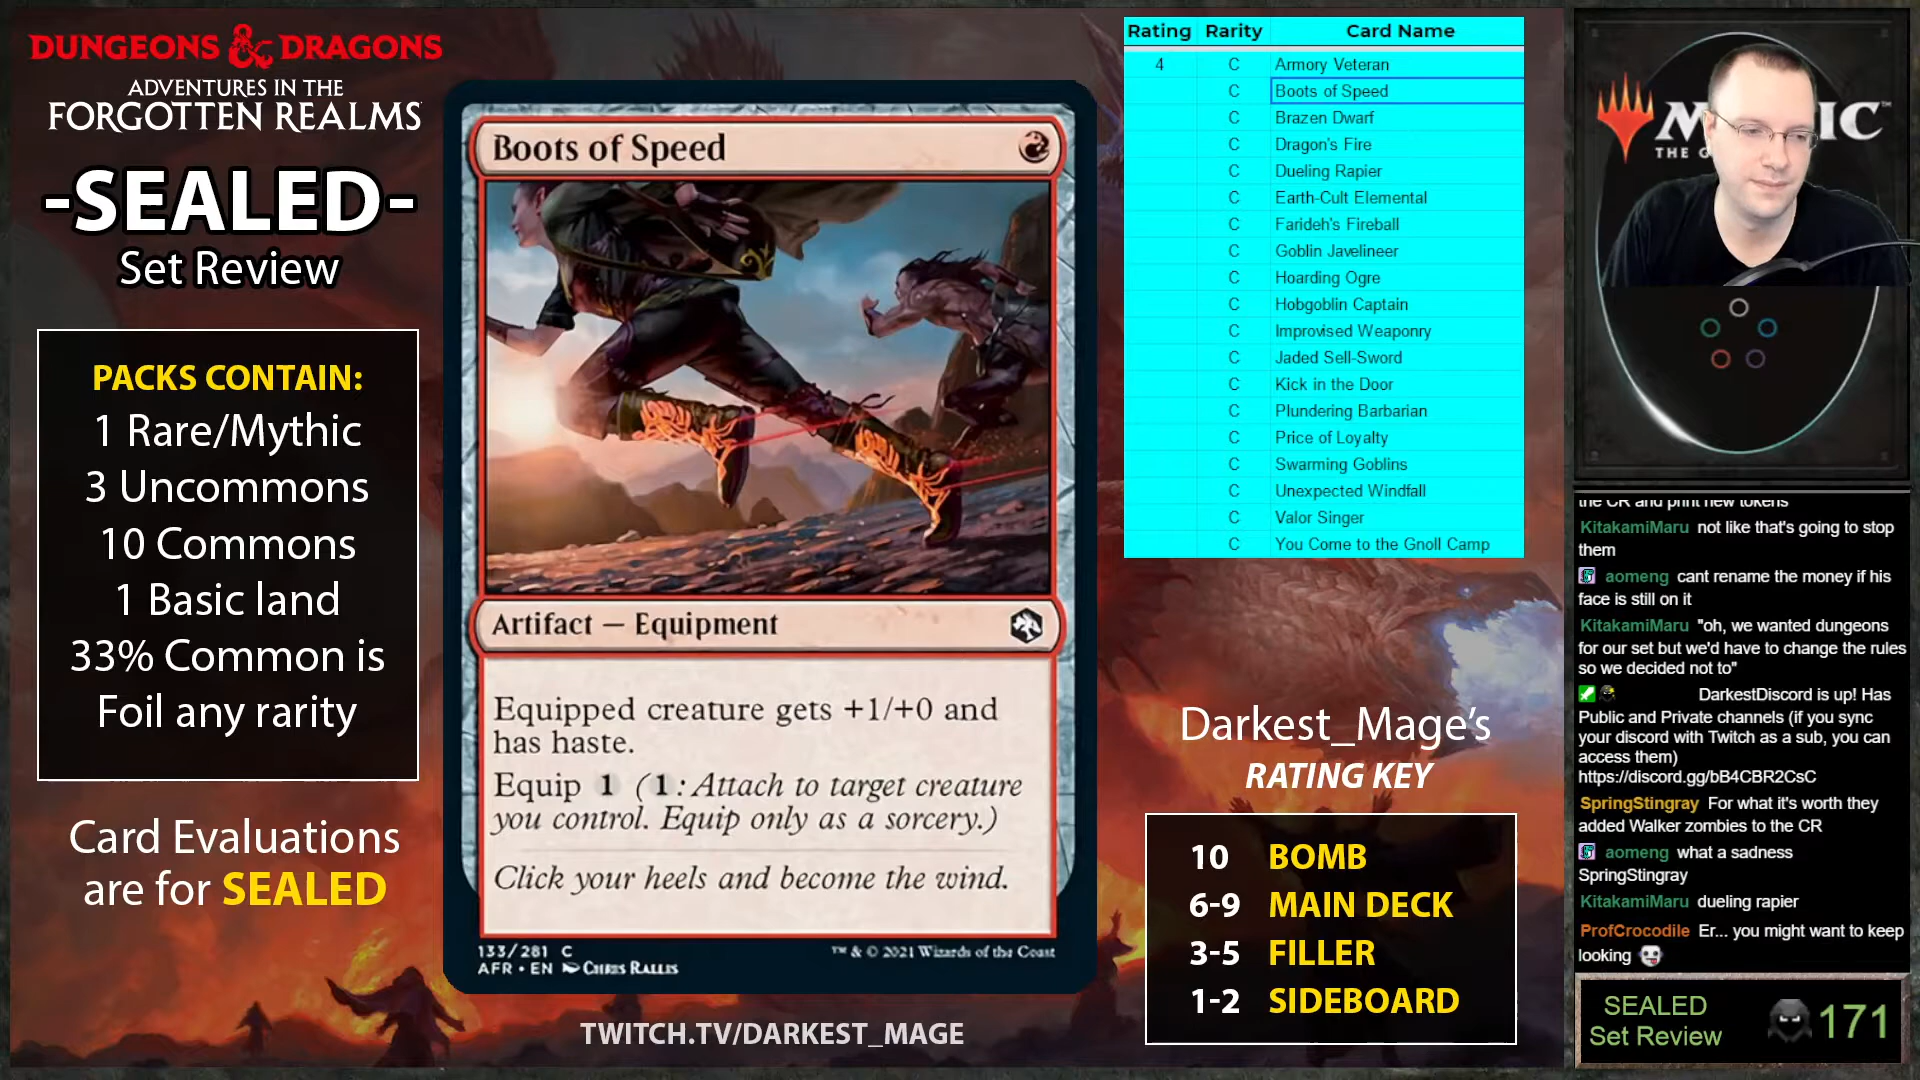 DUNGEONS & DRAGONS
ADVENTURES IN THE
FORGOTTEN REALMS
-SEALED-
Set Review
PACKS CONTAIN:
1 Rare/Mythic
3 Uncommons
10 Commons
1 Basic land
33% Common is
Foil any rarity
Card Evaluations
are for SEALED
Boots of Speed
Artifact — Equipment
Equipped creature gets +1/+0 and
has haste.
Equip 1 (1: Attach to target creature
you control. Equip only as a sorcery.)
Click your heels and become the wind.
133/281 C
AFR • EN CHRIS RALLIS
™ & © 2021 Wizards of the Coast
TWITCH.TV/DARKEST_MAGE
Rating Rarity Card Name
4 C Armory Veteran
C Boots of Speed
C Brazen Dwarf
C Dragon's Fire
C Dueling Rapier
C Earth-Cult Elemental
C Farideh's Fireball
C Goblin Javelineer
C Hoarding Ogre
C Hobgoblin Captain
C Improvised Weaponry
C Jaded Sell-Sword
C Kick in the Door
C Plundering Barbarian
C Price of Loyalty
C Swarming Goblins
C Unexpected Windfall
C Valor Singer
C You Come to the Gnoll Camp
Darkest_Mage's
RATING KEY
10 BOMB
6-9 MAIN DECK
3-5 FILLER
1-2 SIDEBOARD
M IC™
THE G
the CR and print new tokens
KitakamiMaru not like that's going to stop
them
aomeng cant rename the money if his
face is still on it
KitakamiMaru "oh, we wanted dungeons
for our set but we'd have to change the rules
so we decided not to"
DarkestDiscord is up! Has
Public and Private channels (if you sync
your discord with Twitch as a sub, you can
access them)
https://discord.gg/bB4CBR2CsC
SpringStingray For what it's worth they
added Walker zombies to the CR
aomeng what a sadness
SpringStingray
KitakamiMaru dueling rapier
ProfCrocodile Er... you might want to keep
looking
SEALED
Set Review
171